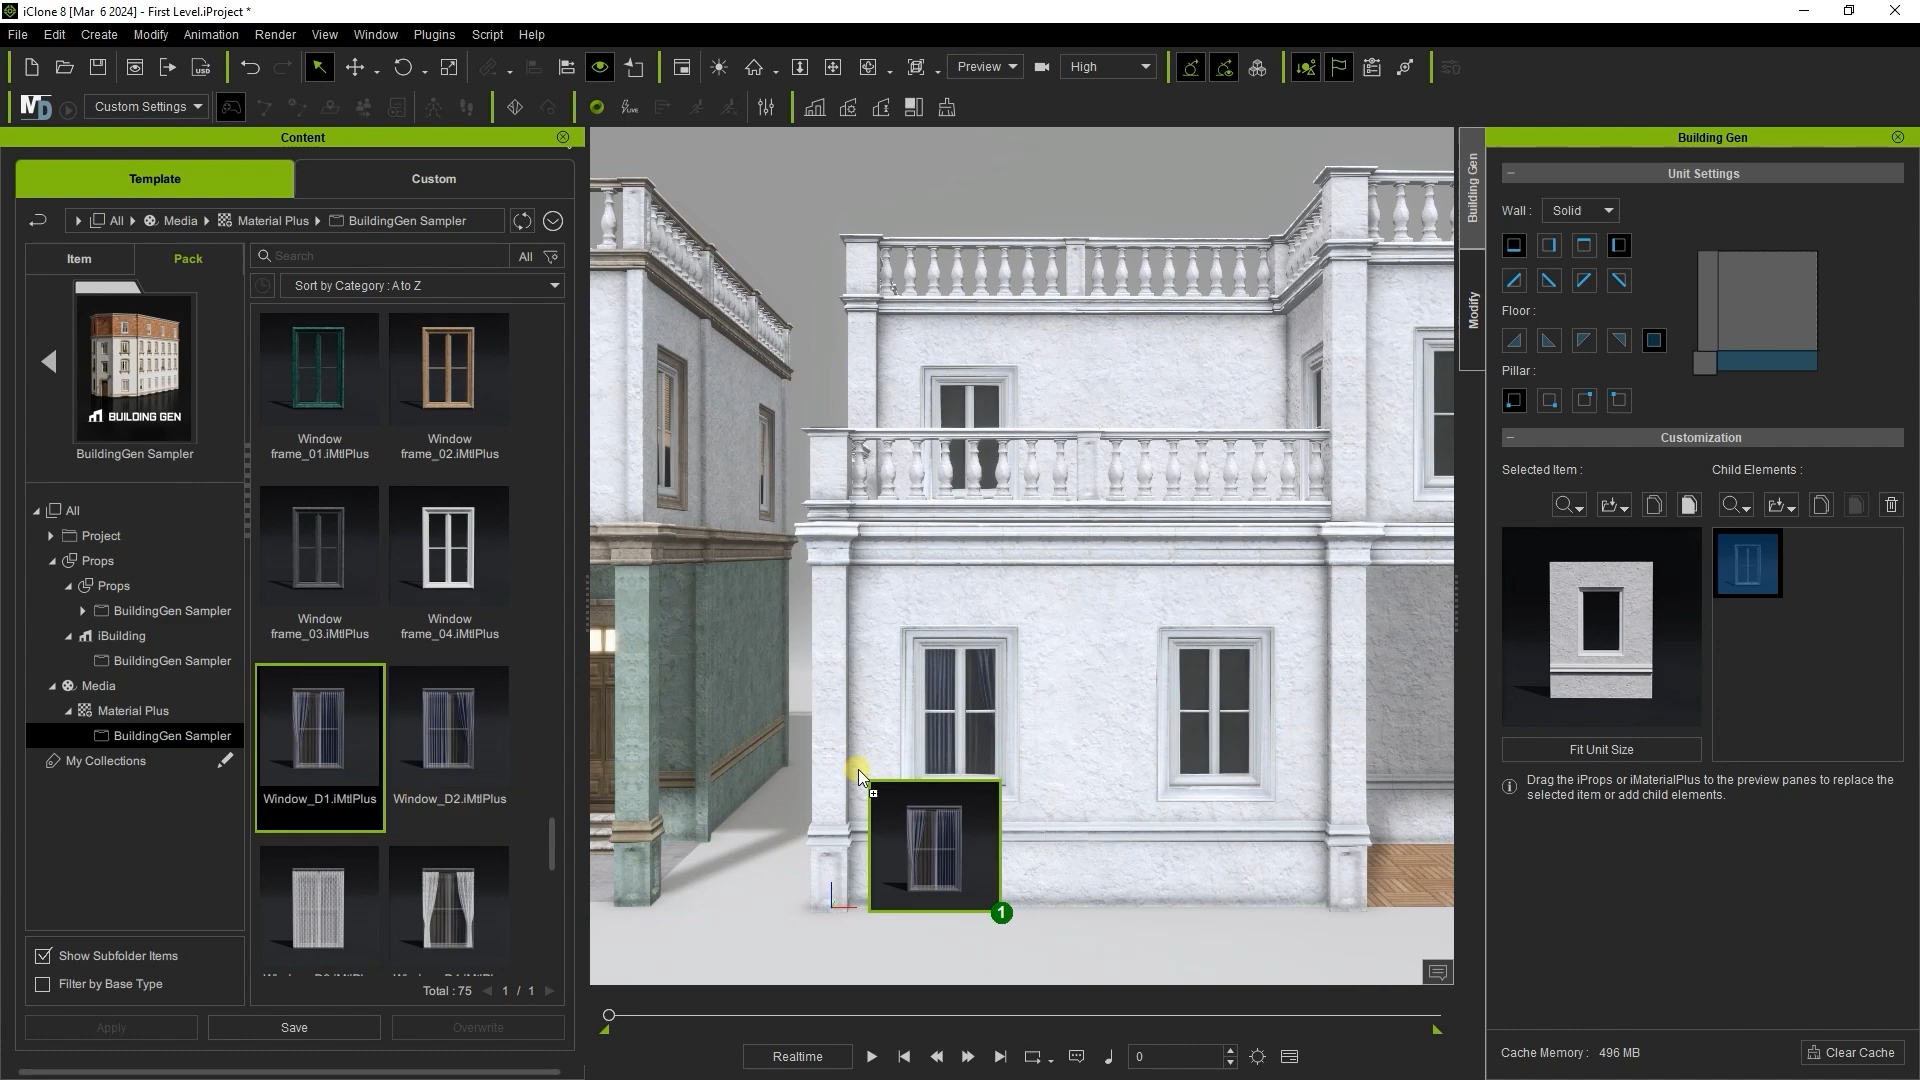 iClone 8 [Mar  6 2024] - First Level.iProject *
File Edit Create Modify Animation Render View Window Plugins Script Help
USD
Preview
High
MD
Custom Settings
LIVE
Content
Template
Custom
All
Media
Material Plus
BuildingGen Sampler
Item
Pack
BUILDING GEN
BuildingGen Sampler
All
Project
Props
Props
BuildingGen Sampler
iBuilding
BuildingGen Sampler
Media
Material Plus
BuildingGen Sampler
My Collections
Show Subfolder Items
Filter by Base Type
Search
All
Sort by Category : A to Z
Window
frame_01.iMtlPlus
Window
frame_02.iMtlPlus
Window
frame_03.iMtlPlus
Window
frame_04.iMtlPlus
Window_D1.iMtlPlus
Window_D2.iMtlPlus
Total : 75
1 / 1
Apply
Save
Overwrite
1
Realtime
0
Building Gen
Modify
Building Gen
Unit Settings
Wall :
Solid
Floor :
Pillar :
Customization
Selected Item :
Child Elements :
Fit Unit Size
Drag the iProps or iMaterialPlus to the preview panes to replace the
selected item or add child elements.
Cache Memory : 496 MB
Clear Cache